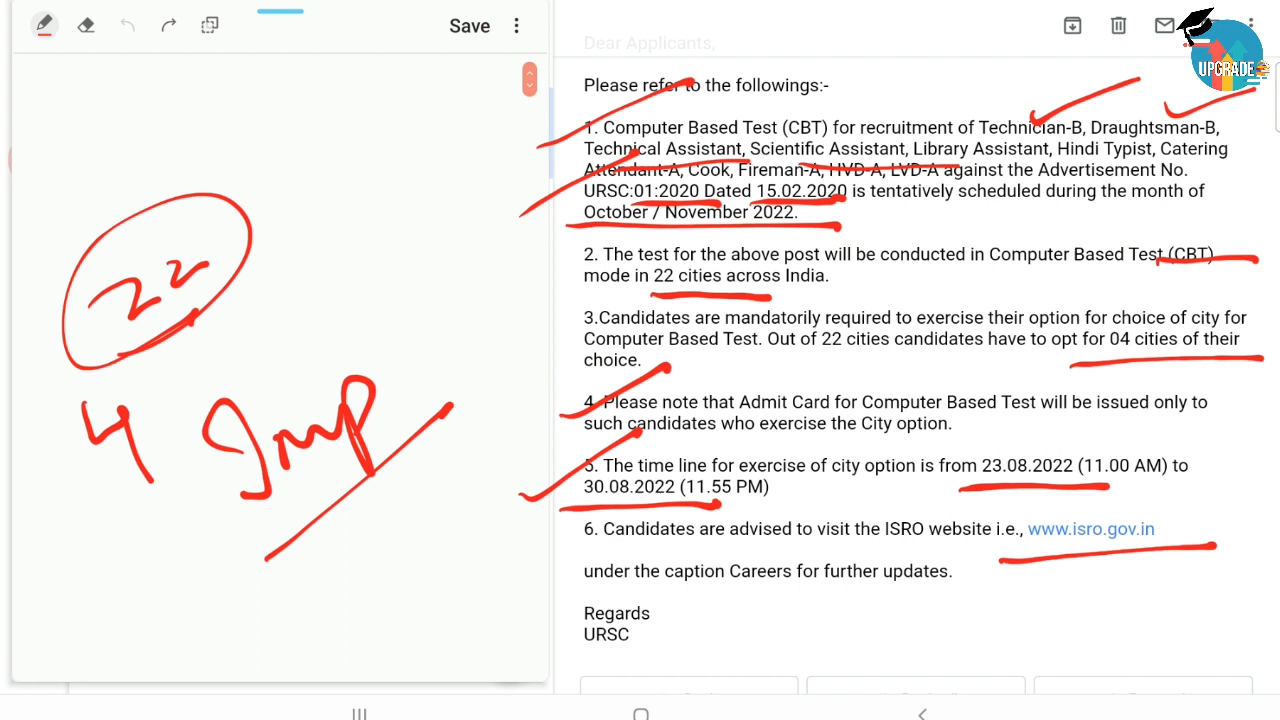 Save
22
4 Imp
Dear Applicants,
Please refer to the followings:-
1. Computer Based Test (CBT) for recruitment of Technician-B, Draughtsman-B,
Technical Assistant, Scientific Assistant, Library Assistant, Hindi Typist, Catering
Attendant-A, Cook, Fireman-A, HVD-A, LVD-A against the Advertisement No.
URSC:01:2020 Dated 15.02.2020 is tentatively scheduled during the month of
October / November 2022.
2. The test for the above post will be conducted in Computer Based Test (CBT)
mode in 22 cities across India.
3.Candidates are mandatorily required to exercise their option for choice of city for
Computer Based Test. Out of 22 cities candidates have to opt for 04 cities of their
choice.
4. Please note that Admit Card for Computer Based Test will be issued only to
such candidates who exercise the City option.
5. The time line for exercise of city option is from 23.08.2022 (11.00 AM) to
30.08.2022 (11.55 PM)
6. Candidates are advised to visit the ISRO website i.e., www.isro.gov.in
under the caption Careers for further updates.
Regards
URSC
UPGRADE